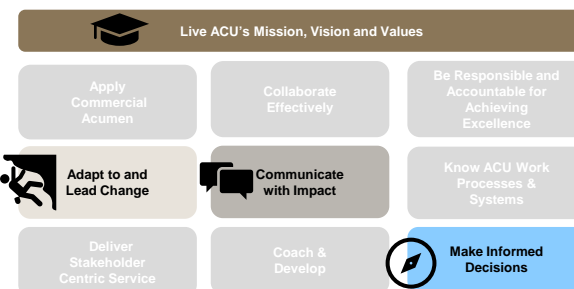 Live ACU's Mission, Vision and Values
Apply
Commercial
Acumen
Collaborate
Effectively
Be Responsible and
Accountable for
Achieving
Excellence
Adapt to and
Lead Change
Communicate
with Impact
Know ACU Work
Processes &
Systems
Deliver
Stakeholder
Centric Service
Coach &
Develop
Make Informed
Decisions